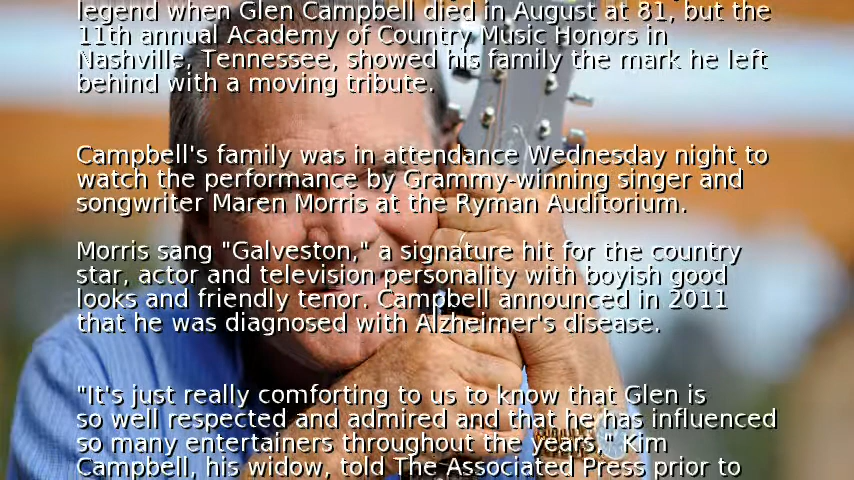 legend when Glen Campbell died in August at 81, but the
11th annual Academy of Country Music Honors in
Nashville, Tennessee, showed his family the mark he left
behind with a moving tribute.
Campbell's family was in attendance Wednesday night to
watch the performance by Grammy-winning singer and
songwriter Maren Morris at the Ryman Auditorium.
Morris sang "Galveston," a signature hit for the country
star, actor and television personality with boyish good
looks and friendly tenor. Campbell announced in 2011
that he was diagnosed with Alzheimer's disease.
"It's just really comforting to us to know that Glen is
so well respected and admired and that he has influenced
so many entertainers throughout the years," Kim
Campbell, his widow, told The Associated Press prior to